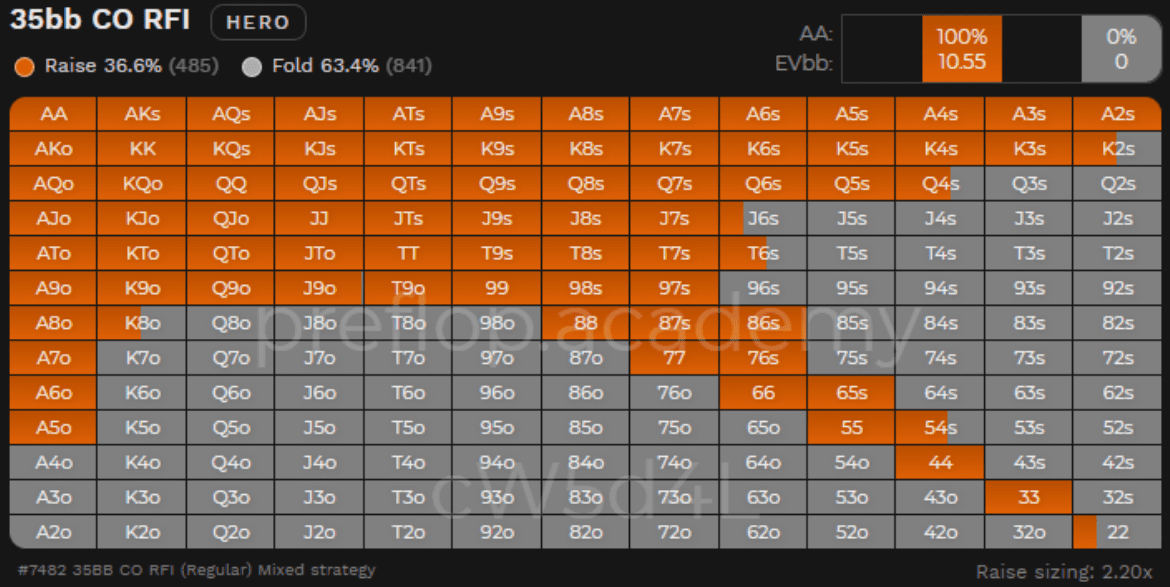 35bb CO RFI HERO
AA: 100% 0%
Raise 36.6% (485) Fold 63.4% (841) EVbb: 10.55 0
AA AKs AQs AJs ATs A9s A8s A7s A6s A5s A4s A3s A2s
AKo KK KQs KJs KTs K9s K8s K7s K6s K5s K4s K3s K2s
AQo KQo QQ QJs QTs Q9s Q8s Q7s Q6s Q5s Q4s Q3s Q2s
AJo KJo QJo JJ JTs J9s J8s J7s J6s J5s J4s J3s J2s
ATo KTo QTo JTo TT T9s T8s T7s T6s T5s T4s T3s T2s
A9o K9o Q9o J9o T9o 99 98s 97s 96s 95s 94s 93s 92s
A8o K8o Q8o J8o T8o 98o 88 87s 86s 85s 84s 83s 82s
preflop.academy
A7o K7o Q7o J7o T7o 97o 87o 77 76s 75s 74s 73s 72s
A6o K6o Q6o J6o T6o 96o 86o 76o 66 65s 64s 63s 62s
A5o K5o Q5o J5o T5o 95o 85o 75o 65o 55 54s 53s 52s
A4o K4o Q4o J4o T4o 94o 84o 74o 64o 54o 44 43s 42s
cW5d4L
A3o K3o Q3o J3o T3o 93o 83o 73o 63o 53o 43o 33 32s
A2o K2o Q2o J2o T2o 92o 82o 72o 62o 52o 42o 32o 22
#7482 35BB CO RFI (Regular) Mixed strategy Raise sizing: 2.20x